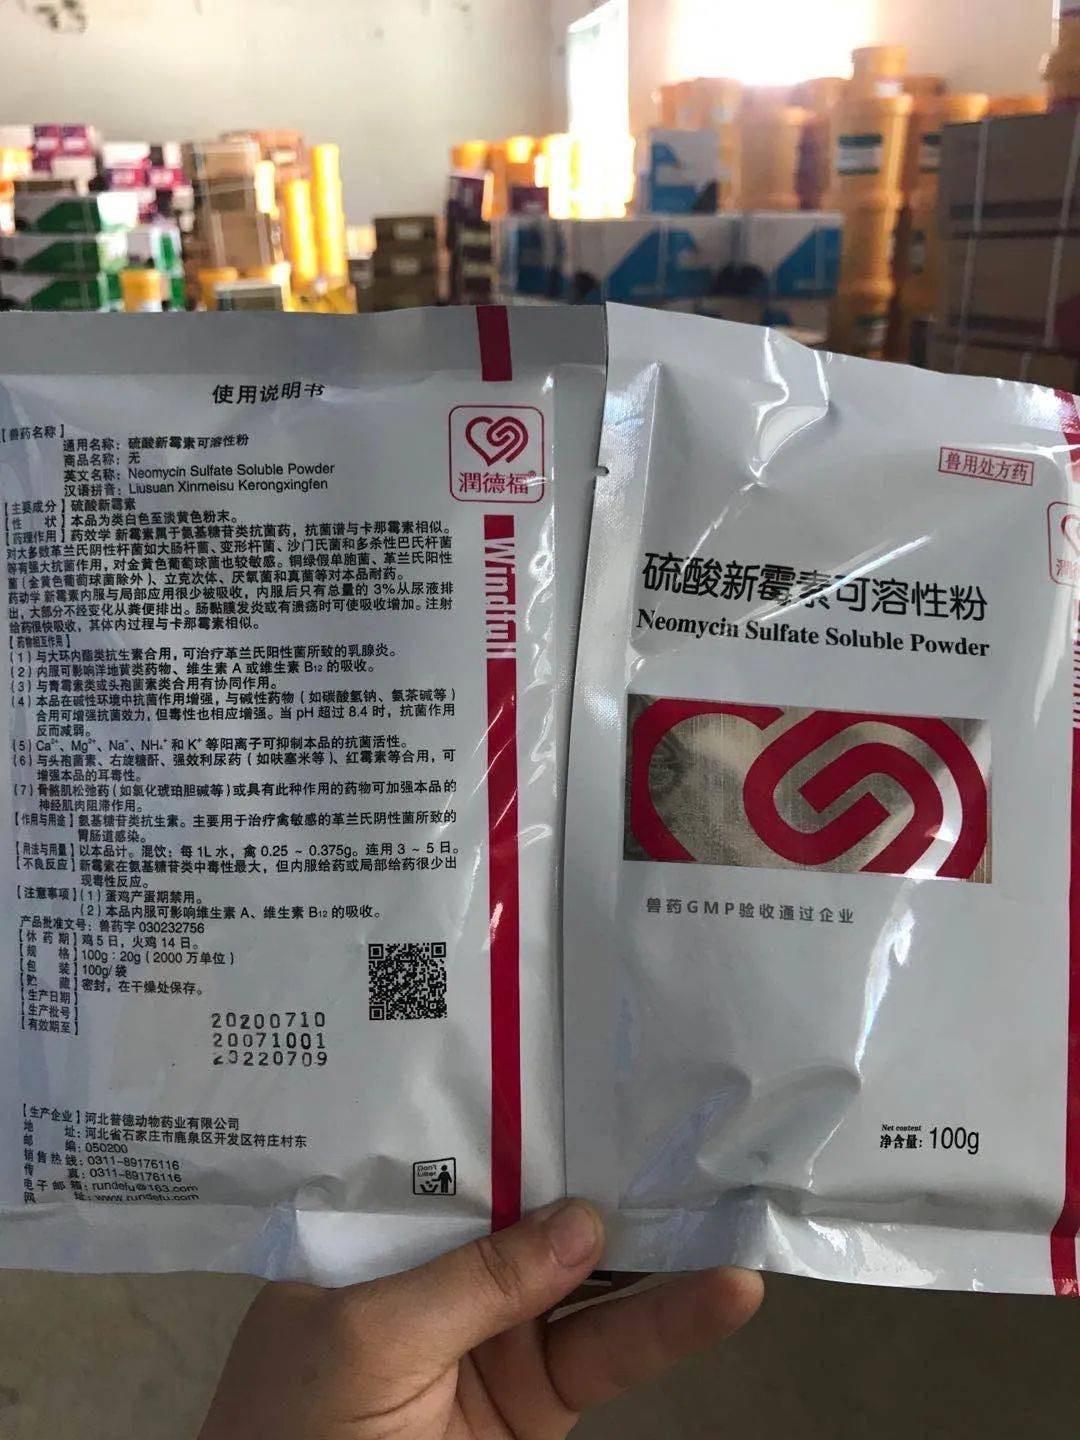 使用说明书
【兽药名称】
通用名称：硫酸新霉素可溶性粉
商品名称：无
英文名称：Neomycin Sulfate Soluble Powder
汉语拼音：Liusuan Xinmeisu Kerongxingfen
【主要成分】硫酸新霉素
【性 状】本品为类白色至淡黄色粉末。
【药理作用】药效学 新霉素属于氨基糖苷类抗菌药，抗菌谱与卡那霉素相似。
对大多数革兰氏阴性杆菌如大肠杆菌、变形杆菌、沙门氏菌和多杀性巴氏杆菌
等有强大抗菌作用，对金黄色葡萄球菌也较敏感。铜绿假单胞菌、革兰氏阳性
菌（金黄色葡萄球菌除外）、立克次体、厌氧菌和真菌等对本品耐药。
药动学 新霉素内服与局部应用很少被吸收，内服后只有总量的 3%从尿液排
出，大部分不经变化从粪便排出。肠黏膜发炎或有溃疡时可使吸收增加。注射
给药很快吸收，其体内过程与卡那霉素相似。
【药物相互作用】
（1）与大环内酯类抗生素合用，可治疗革兰氏阳性菌所致的乳腺炎。
（2）内服可影响洋地黄类药物、维生素 A 或维生素 B12 的吸收。
（3）与青霉素类或头孢菌素类合用有协同作用。
（4）本品在碱性环境中抗菌作用增强，与碱性药物（如碳酸氢钠、氨茶碱等）
合用可增强抗菌效力，但毒性也相应增强。当 pH 超过 8.4 时，抗菌作用
反而减弱。
（5）Ca²⁺、Mg²⁺、Na⁺、NH₄⁺ 和 K⁺ 等阳离子可抑制本品的抗菌活性。
（6）与头孢菌素、右旋糖酐、强效利尿药（如呋塞米等）、红霉素等合用，可
增强本品的耳毒性。
（7）骨骼肌松弛药（如氯化琥珀胆碱等）或具有此种作用的药物可加强本品的
神经肌肉阻滞作用。
【作用与用途】氨基糖苷类抗生素。主要用于治疗禽敏感的革兰氏阴性菌所致的
胃肠道感染。
【用法与用量】以本品计。混饮：每 1L 水，禽 0.25 ~ 0.375g。连用 3 ~ 5 日。
【不良反应】新霉素在氨基糖苷类中毒性最大，但内服给药或局部给药很少出
现毒性反应。
【注意事项】（1）蛋鸡产蛋期禁用。
（2）本品内服可影响维生素 A、维生素 B12 的吸收。
产品批准文号：兽药字 030232756
【休 药 期】鸡 5 日，火鸡 14 日。
【规 格】100g：20g（2000 万单位）
【包 装】100g/袋
【贮 藏】密封，在干燥处保存。
【生产日期】
【生产批号】
【有效期至】
20200710
20071001
20220709
【生产企业】河北普德动物药业有限公司
地 址：河北省石家庄市鹿泉区开发区符庄村东
邮 编：050200
销售热线：0311-89176116
传 真：0311-89176116
电子邮箱：rundefu@163.com
网 址：www.rundefu.com
Don't Litter
潤德福®
Windfull
兽用处方药
潤
硫酸新霉素可溶性粉
Neomycin Sulfate Soluble Powder
兽药GMP验收通过企业
Net content
净含量：100g